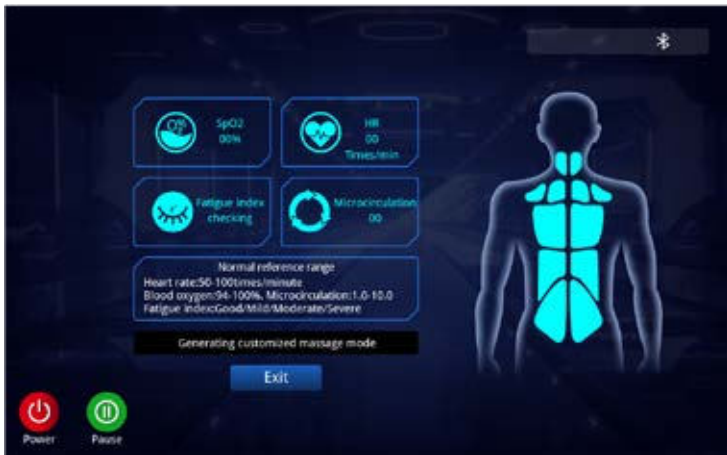 SpO2
00%
HR
00
Times/min
Fatigue index
checking
Microcirculation
00
Normal reference range
Heart rate:50-100times/minute
Blood oxygen:94-100%, Microcirculation:1.0-10.0
Fatigue index:Good/Mild/Moderate/Severe
Generating customized massage mode
Exit
Power
Pause